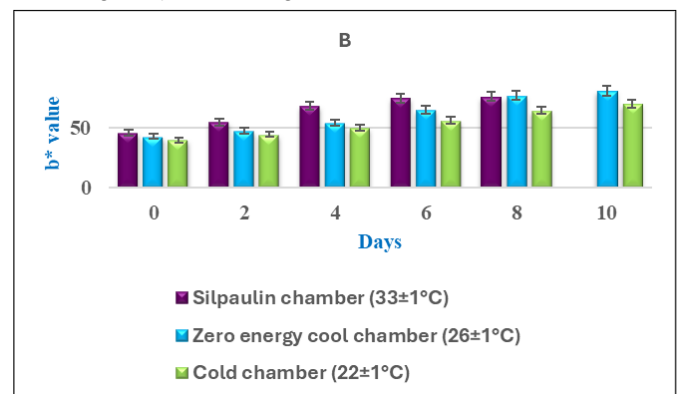 B
b* value
50
0
0 2 4 6 8 10
Days
Silpaulin chamber (33±1°C)
Zero energy cool chamber (26±1°C)
Cold chamber (22±1°C)